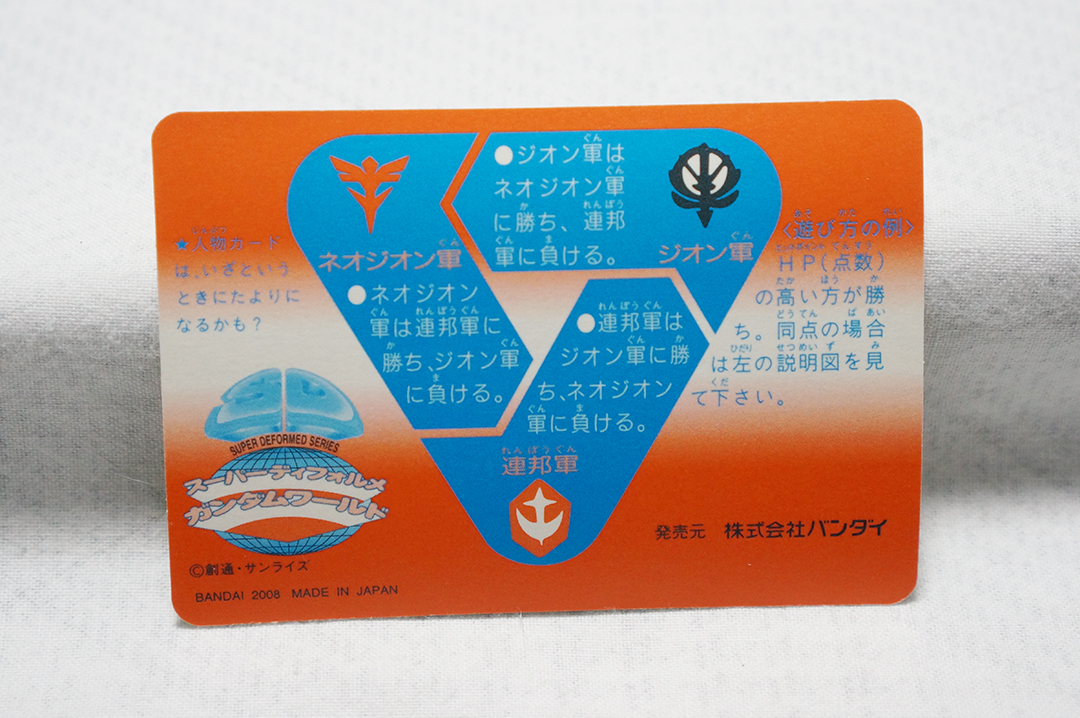 ★人物カード
は、いざという
ときにたよりに
なるかも?
ネオジオン軍
●ネオジオン
軍は連邦軍に
勝ち、ジオン軍
に負ける。
●ジオン軍は
ネオジオン軍
に勝ち、連邦
軍に負ける。
ジオン軍
●連邦軍は
ジオン軍に勝
ち、ネオジオン
軍に負ける。
連邦軍
<遊び方の例>
HP(点数)
の高い方が勝
ち。同点の場合
は左の説明図を見
て下さい。
SUPER DEFORMED SERIES
スーパーディフォルメ
ガンダムワールド
©創通・サンライズ
BANDAI 2008 MADE IN JAPAN
発売元 株式会社バンダイ